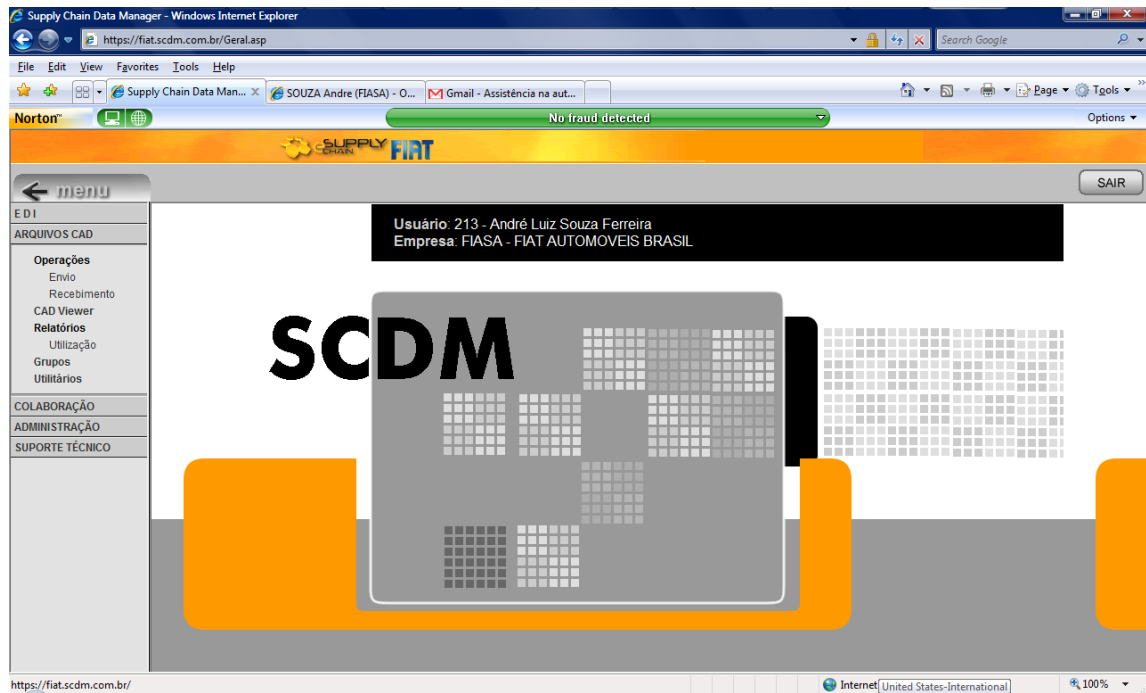 Supply Chain Data Manager - Windows Internet Explorer
https://fiat.scdm.com.br/Geral.asp
Search Google
File Edit View Favorites Tools Help
Supply Chain Data Man... SOUZA Andre (FIASA) - O... Gmail - Assistência na aut...
Page Tools
Norton™ No fraud detected Options
SUPPLY CHAIN FIAT
menu
SAIR
EDI
ARQUIVOS CAD
Operações
Envio
Recebimento
CAD Viewer
Relatórios
Utilização
Grupos
Utilitários
COLABORAÇÃO
ADMINISTRAÇÃO
SUPORTE TÉCNICO
Usuário: 213 - André Luiz Souza Ferreira
Empresa: FIASA - FIAT AUTOMOVEIS BRASIL
SCDM
https://fiat.scdm.com.br/ Internet United States-International 100%